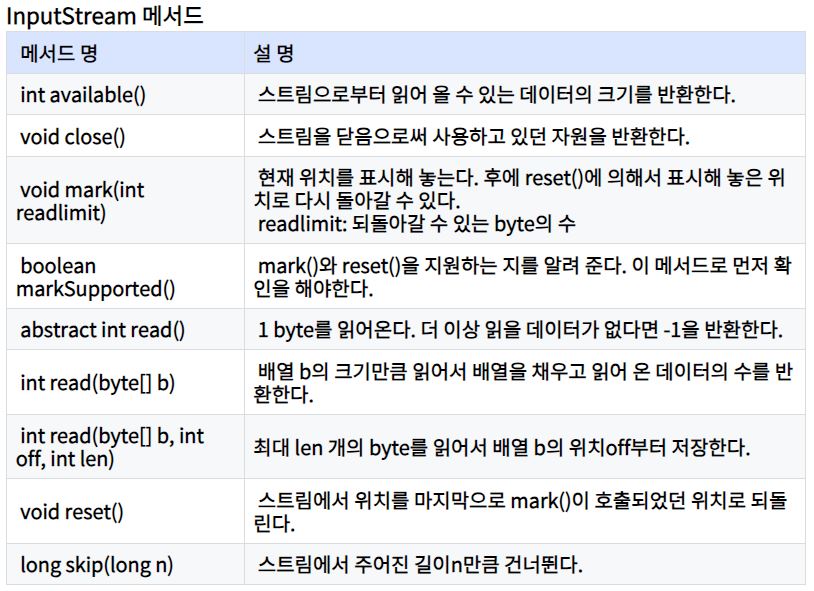 InputStream 메서드
메서드 명
설 명
int available()
스트림으로부터 읽어 올 수 있는 데이터의 크기를 반환한다.
void close()
스트림을 닫음으로써 사용하고 있던 자원을 반환한다.
void mark(int
readlimit)
현재 위치를 표시해 놓는다. 후에 reset()에 의해서 표시해 놓은 위
치로 다시 돌아갈 수 있다.
readlimit: 되돌아갈 수 있는 byte의 수
boolean
markSupported()
mark()와 reset()을 지원하는 지를 알려 준다. 이 메서드로 먼저 확
인을 해야한다.
abstract int read()
1 byte를 읽어온다. 더 이상 읽을 데이터가 없다면 -1을 반환한다.
int read(byte[] b)
배열 b의 크기만큼 읽어서 배열을 채우고 읽어 온 데이터의 수를 반
환한다.
int read(byte[] b, int
off, int len)
최대 len 개의 byte를 읽어서 배열 b의 위치off부터 저장한다.
void reset()
스트림에서 위치를 마지막으로 mark()이 호출되었던 위치로 되돌
린다.
long skip(long n)
스트림에서 주어진 길이n만큼 건너뛴다.